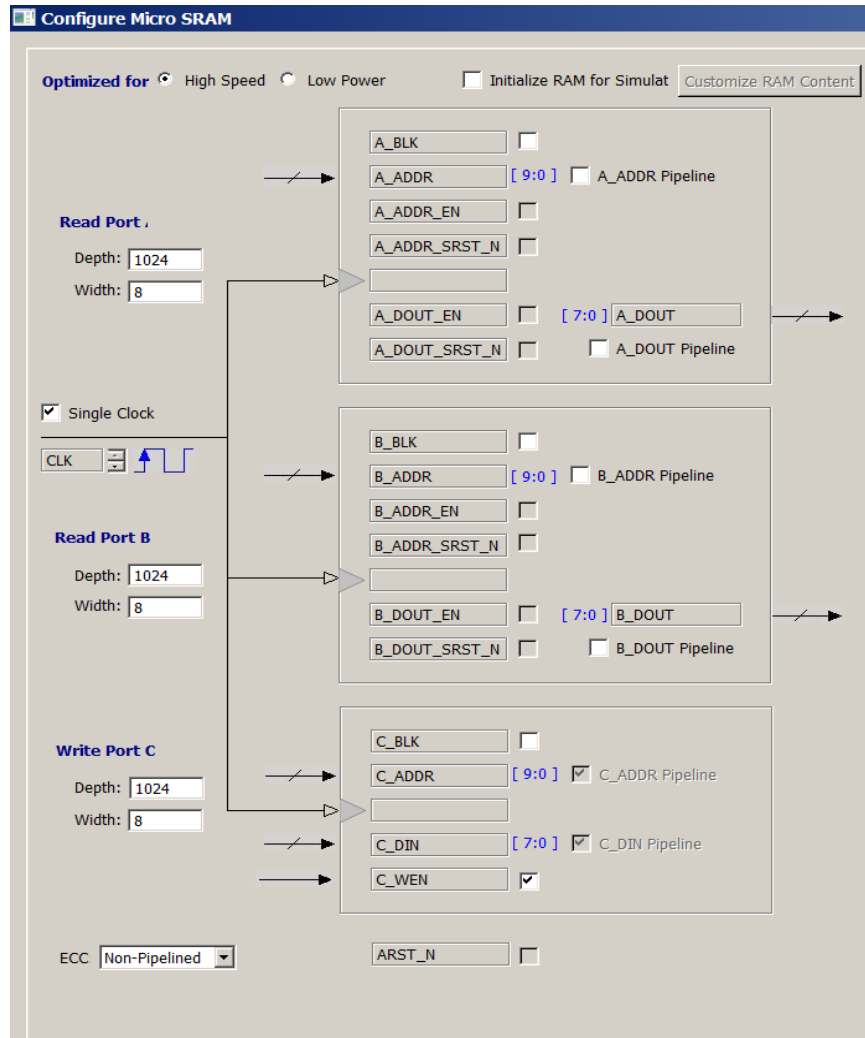 Configure Micro SRAM
Optimized for High Speed Low Power Initialize RAM for Simulat Customize RAM Content
A_BLK
A_ADDR [ 9:0 ] A_ADDR Pipeline
A_ADDR_EN
Read Port
A_ADDR_SRST_N
Depth: 1024
Width: 8
A_DOUT_EN [ 7:0 ] A_DOUT
A_DOUT_SRST_N A_DOUT Pipeline
Single Clock
CLK
B_BLK
B_ADDR [ 9:0 ] B_ADDR Pipeline
B_ADDR_EN
Read Port B
B_ADDR_SRST_N
Depth: 1024
Width: 8
B_DOUT_EN [ 7:0 ] B_DOUT
B_DOUT_SRST_N B_DOUT Pipeline
C_BLK
Write Port C
C_ADDR [ 9:0 ] C_ADDR Pipeline
Depth: 1024
Width: 8
C_DIN [ 7:0 ] C_DIN Pipeline
C_WEN
ECC Non-Pipelined ARST_N